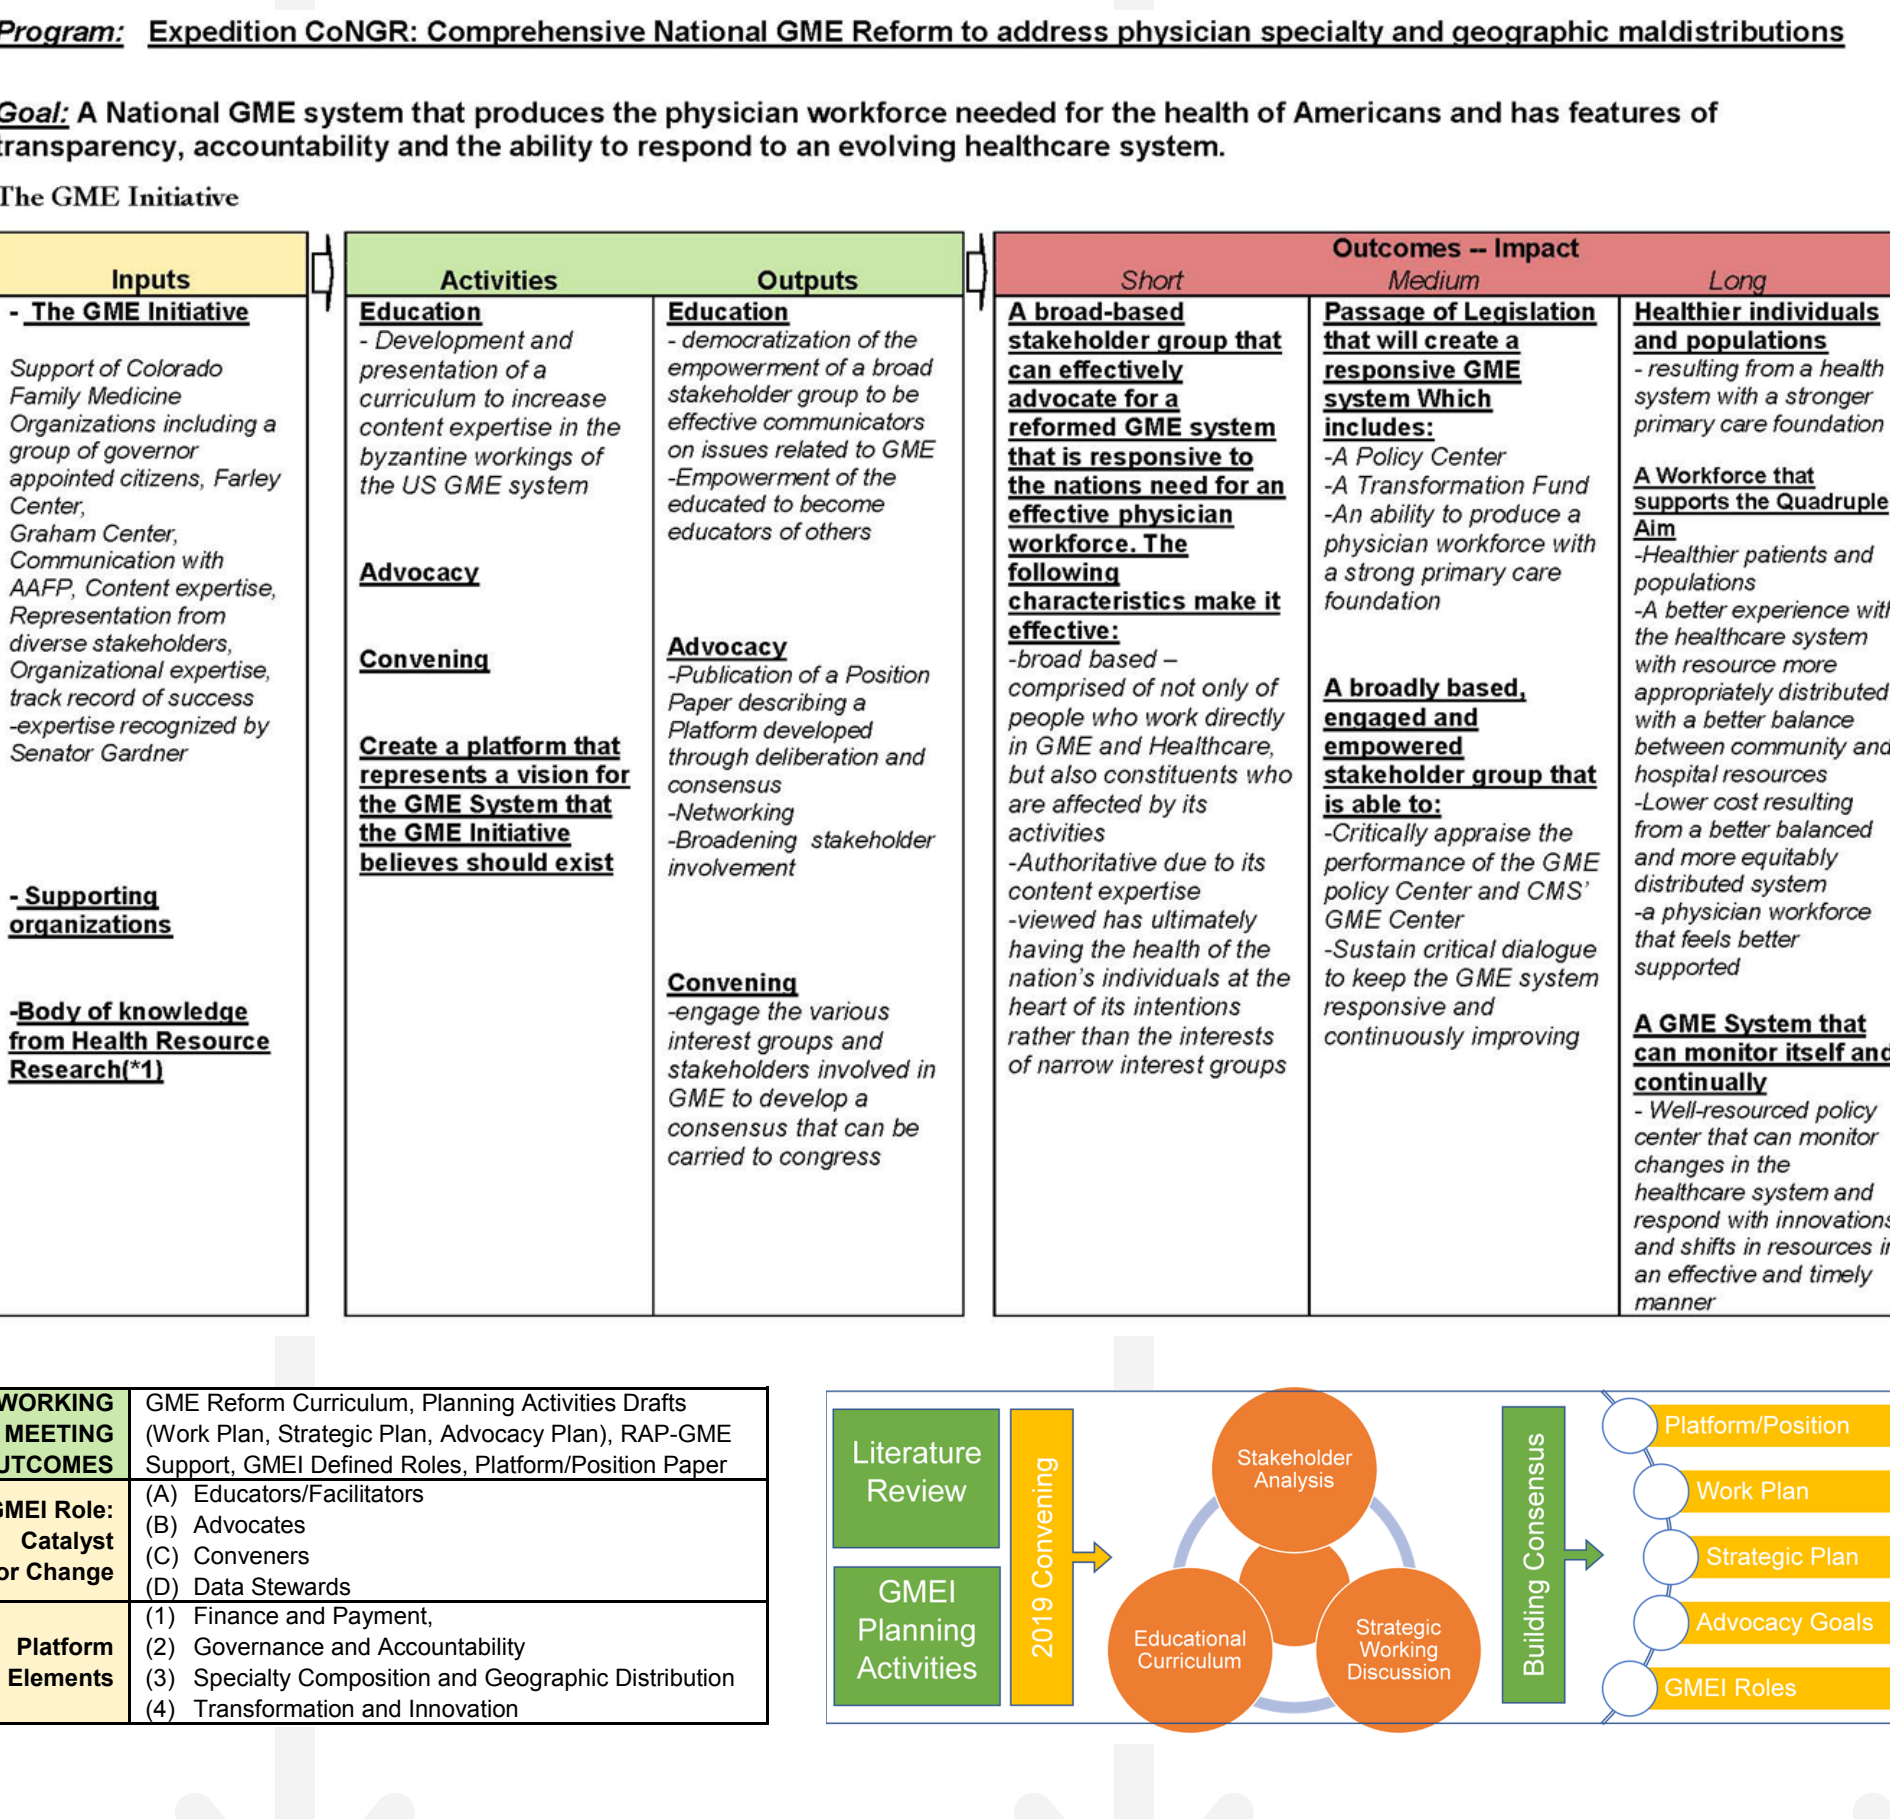 Program: Expedition CoNGR: Comprehensive National GME Reform to address physician specialty and geographic maldistributions
Goal: A National GME system that produces the physician workforce needed for the health of Americans and has features of
transparency, accountability and the ability to respond to an evolving healthcare system.
The GME Initiative
Inputs
- The GME Initiative
Support of Colorado
Family Medicine
Organizations including a
group of governor
appointed citizens, Farley
Center,
Graham Center,
Communication with
AAFP, Content expertise,
Representation from
diverse stakeholders,
Organizational expertise,
track record of success
-expertise recognized by
Senator Gardner
- Supporting
organizations
-Body of knowledge
from Health Resource
Research(*1)
Activities
Education
- Development and
presentation of a
curriculum to increase
content expertise in the
byzantine workings of
the US GME system
Advocacy
Convening
Create a platform that
represents a vision for
the GME System that
the GME Initiative
believes should exist
Outputs
Education
- democratization of the
empowerment of a broad
stakeholder group to be
effective communicators
on issues related to GME
-Empowerment of the
educated to become
educators of others
Advocacy
-Publication of a Position
Paper describing a
Platform developed
through deliberation and
consensus
-Networking
-Broadening stakeholder
involvement
Convening
-engage the various
interest groups and
stakeholders involved in
GME to develop a
consensus that can be
carried to congress
Outcomes -- Impact
Short
A broad-based
stakeholder group that
can effectively
advocate for a
reformed GME system
that is responsive to
the nations need for an
effective physician
workforce. The
following
characteristics make it
effective:
-broad based –
comprised of not only of
people who work directly
in GME and Healthcare,
but also constituents who
are affected by its
activities
-Authoritative due to its
content expertise
-viewed has ultimately
having the health of the
nation's individuals at the
heart of its intentions
rather than the interests
of narrow interest groups
Medium
Passage of Legislation
that will create a
responsive GME
system Which
includes:
-A Policy Center
-A Transformation Fund
-An ability to produce a
physician workforce with
a strong primary care
foundation
A broadly based,
engaged and
empowered
stakeholder group that
is able to:
-Critically appraise the
performance of the GME
policy Center and CMS'
GME Center
-Sustain critical dialogue
to keep the GME system
responsive and
continuously improving
Long
Healthier individuals
and populations
- resulting from a health
system with a stronger
primary care foundation
A Workforce that
supports the Quadruple
Aim
-Healthier patients and
populations
-A better experience with
the healthcare system
with resource more
appropriately distributed
with a better balance
between community and
hospital resources
-Lower cost resulting
from a better balanced
and more equitably
distributed system
-a physician workforce
that feels better
supported
A GME System that
can monitor itself and
continually
- Well-resourced policy
center that can monitor
changes in the
healthcare system and
respond with innovations
and shifts in resources in
an effective and timely
manner
WORKING
MEETING
OUTCOMES
GME Reform Curriculum, Planning Activities Drafts
(Work Plan, Strategic Plan, Advocacy Plan), RAP-GME
Support, GMEI Defined Roles, Platform/Position Paper
GMEI Role:
Catalyst
for Change
(A) Educators/Facilitators
(B) Advocates
(C) Conveners
(D) Data Stewards
Platform
Elements
(1) Finance and Payment,
(2) Governance and Accountability
(3) Specialty Composition and Geographic Distribution
(4) Transformation and Innovation
Literature
Review
GMEI
Planning
Activities
2019 Convening
Stakeholder
Analysis
Educational
Curriculum
Strategic
Working
Discussion
Building Consensus
Platform/Position
Work Plan
Strategic Plan
Advocacy Goals
GMEI Roles